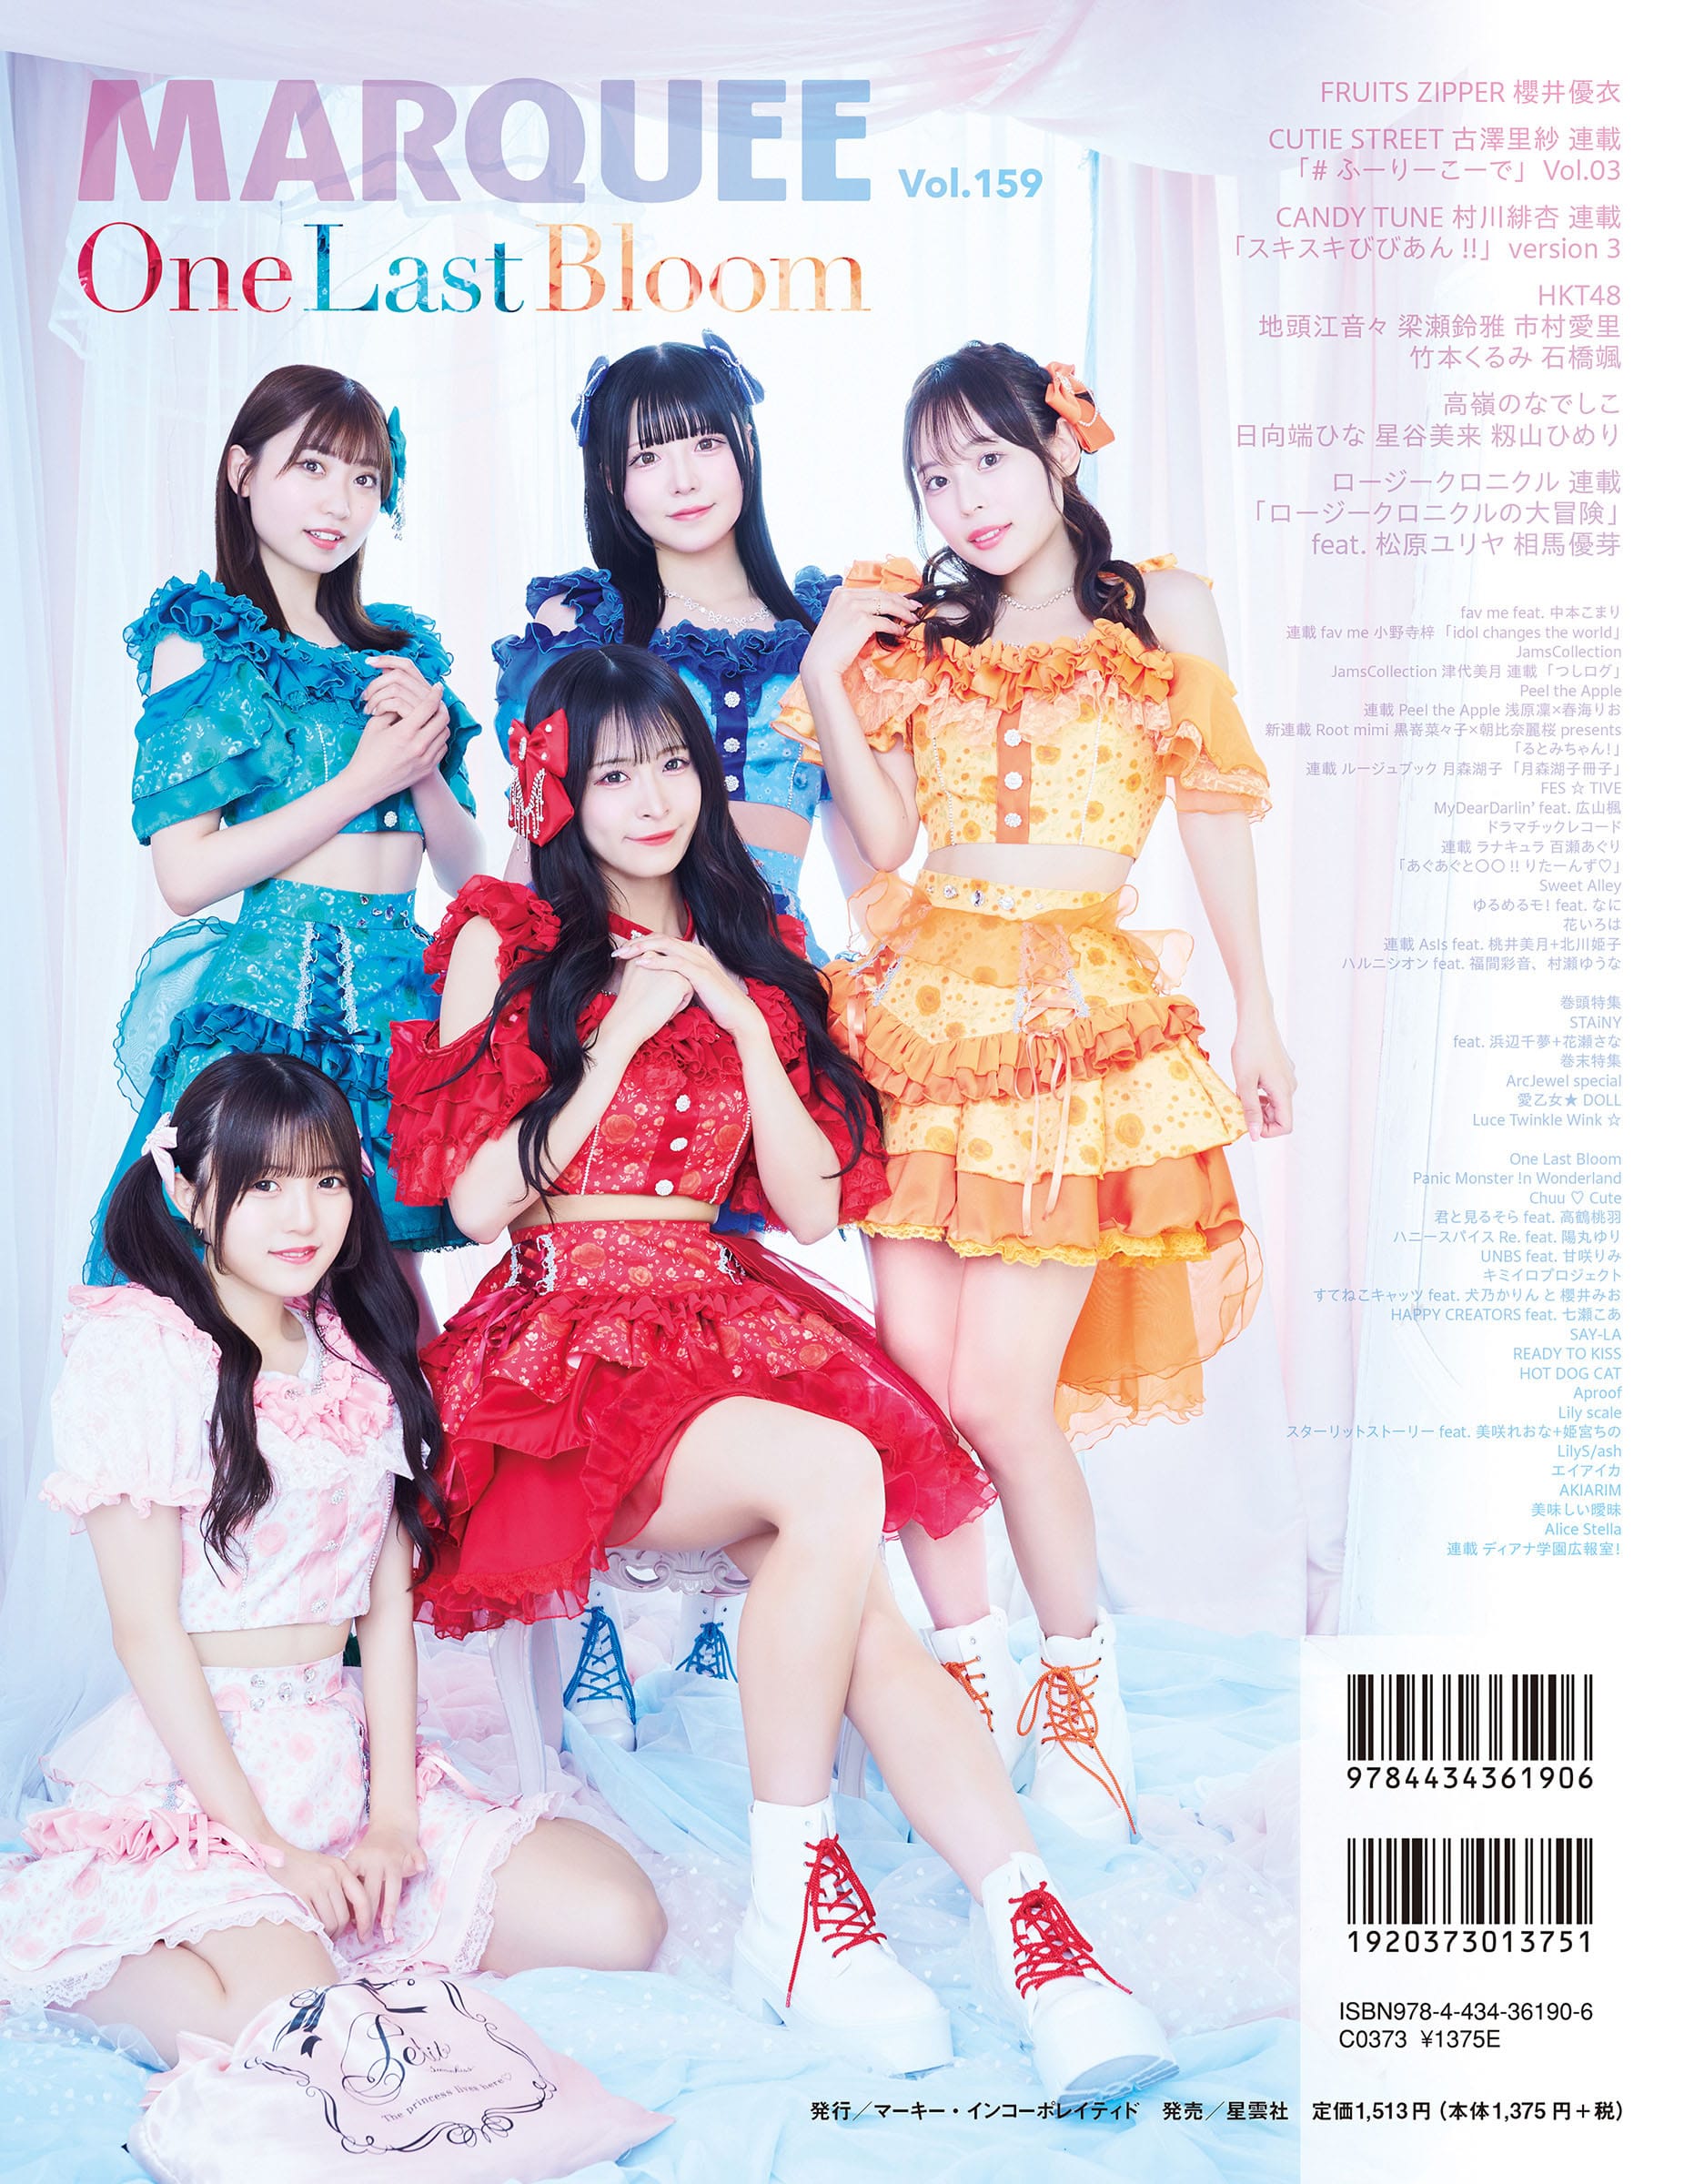 MARQUEE Vol.159
One Last Bloom
FRUITS ZIPPER 櫻井優衣
CUTIE STREET 古澤里紗 連載
「# ふーりーこーで」 Vol.03
CANDY TUNE 村川緋杏 連載
「スキスキびびあん !!」 version 3
HKT48
地頭江音々 梁瀬鈴雅 市村愛里
竹本くるみ 石橋颯
高嶺のなでしこ
日向端ひな 星谷美来 籾山ひめり
ロージークロニクル 連載
「ロージークロニクルの大冒険」
feat. 松原ユリヤ 相馬優芽
fav me feat. 中本こまり
連載 fav me 小野寺梓 「idol changes the world」
JamsCollection
JamsCollection 津代美月 連載 「つしログ」
Peel the Apple
連載 Peel the Apple 浅原凜×春海りお
新連載 Root mimi 黒嵜菜々子×朝比奈麗桜 presents
「るとみちゃん!」
連載 ルージュブック 月森湖子 「月森湖子冊子」
FES ☆ TIVE
MyDearDarlin’ feat. 広山楓
ドラマチックレコード
連載 ラナキュラ 百瀬あぐり
「あぐあぐと〇〇 !! りたーんず♡」
Sweet Alley
ゆるめるモ! feat. なに
花いろは
連載 AsIs feat. 桃井美月+北川姫子
ハルニシオン feat. 福間彩音、村瀬ゆうな
巻頭特集
STAiNY
feat. 浜辺千夢+花瀬さな
巻末特集
ArcJewel special
愛乙女★ DOLL
Luce Twinkle Wink ☆
One Last Bloom
Panic Monster !n Wonderland
Chuu ♡ Cute
君と見るそら feat. 高鶴桃羽
ハニースパイス Re. feat. 陽丸ゆり
UNBS feat. 甘咲りみ
キミイロプロジェクト
すてねこキャッツ feat. 犬乃かりん と 櫻井みお
HAPPY CREATORS feat. 七瀬こあ
SAY-LA
READY TO KISS
HOT DOG CAT
Aproof
Lily scale
スターリットストーリー feat. 美咲れおな+姫宮ちの
LilyS/ash
エイアイカ
AKIARIM
美味しい曖昧
Alice Stella
連載 ディアナ学園広報室!
9784434361906
1920373013751
ISBN978-4-434-36190-6
C0373 ¥1375E
The princess lives here♡
発行／マーキー・インコーポレイティド 発売／星雲社 定価1,513円（本体1,375円＋税）